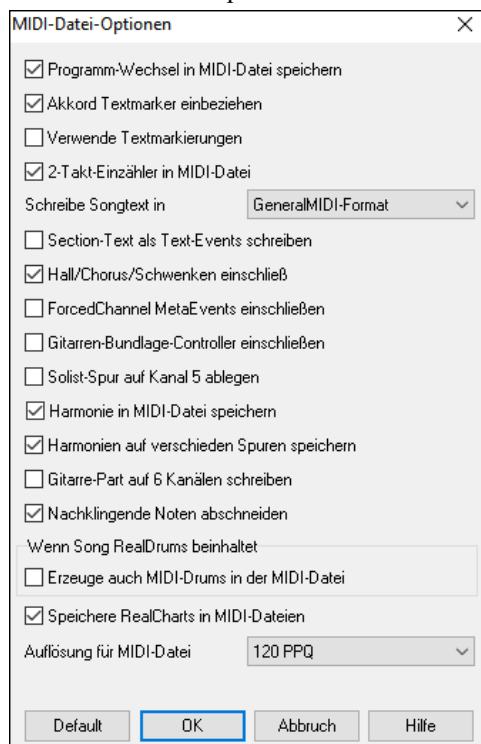 MIDI-Datei-Optionen
Programm-Wechsel in MIDI-Datei speichern
Akkord Textmarker einbeziehen
Verwende Textmarkierungen
2-Takt-Einzähler in MIDI-Datei
Schreibe Songtext in GeneralMIDI-Format
Section-Text als Text-Events schreiben
Hall/Chorus/Schwenken einschließ
ForcedChannel MetaEvents einschließen
Gitarren-Bundlage-Controller einschließen
Solist-Spur auf Kanal 5 ablegen
Harmonie in MIDI-Datei speichern
Harmonien auf verschieden Spuren speichern
Gitarre-Part auf 6 Kanälen schreiben
Nachklingende Noten abschneiden
Wenn Song RealDrums beinhaltet
Erzeuge auch MIDI-Drums in der MIDI-Datei
Speichere RealCharts in MIDI-Dateien
Auflösung für MIDI-Datei 120 PPQ
Default OK Abbruch Hilfe